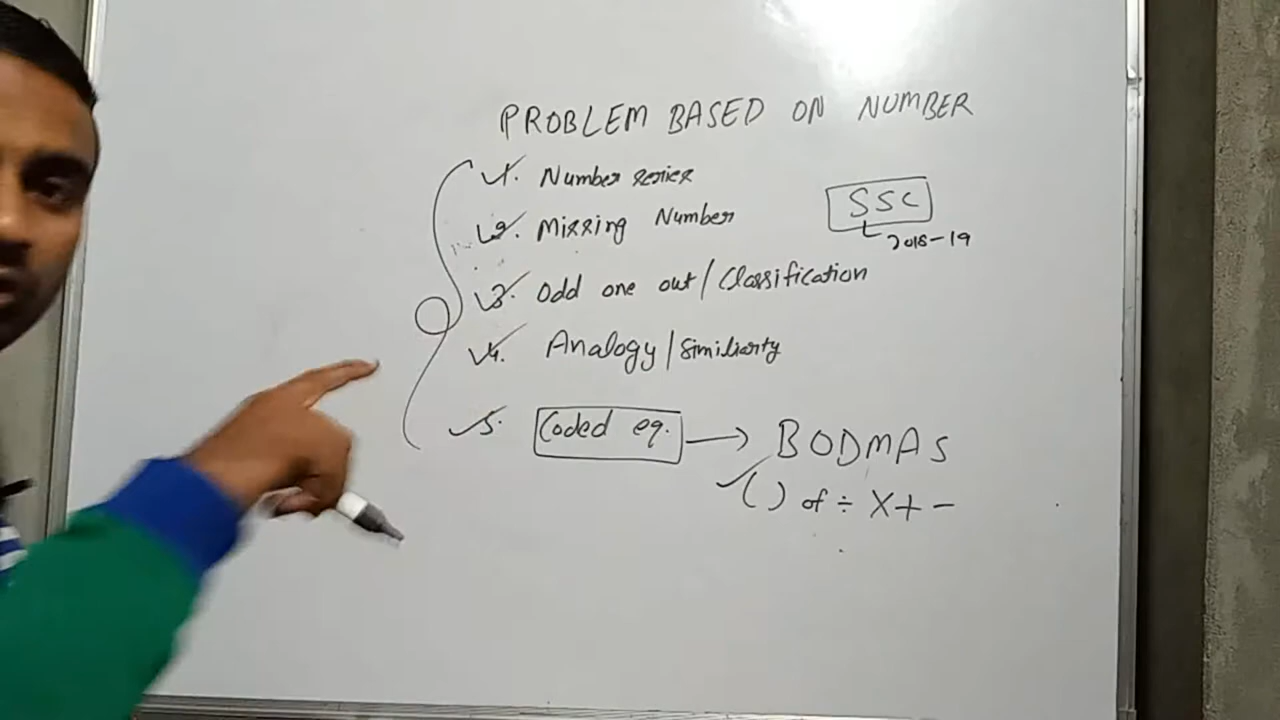 PROBLEM BASED ON NUMBER
1. Number series
2. Missing Number
SSC
2018-19
3. Odd one out/Classification
4. Analogy/similiarty
5. Coded eq. → BODMAS
( ) of ÷ X + -